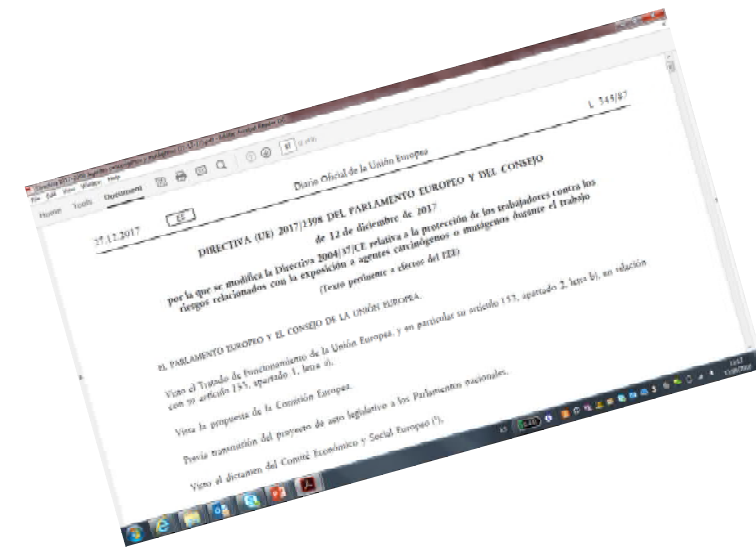 Home Tools Document
L 345/87
Diario Oficial de la Unión Europea
27.12.2017
ES
DIRECTIVA (UE) 2017/2398 DEL PARLAMENTO EUROPEO Y DEL CONSEJO
de 12 de diciembre de 2017
por la que se modifica la Directiva 2004/37/CE relativa a la protección de los trabajadores contra los
riesgos relacionados con la exposición a agentes carcinógenos o mutágenos durante el trabajo
(Texto pertinente a efectos del EEE)
EL PARLAMENTO EUROPEO Y EL CONSEJO DE LA UNIÓN EUROPEA,
Visto el Tratado de Funcionamiento de la Unión Europea, y en particular su artículo 153, apartado 2, letra b), en relación
con su artículo 153, apartado 1, letra a),
Vista la propuesta de la Comisión Europea,
Previa transmisión del proyecto de acto legislativo a los Parlamentos nacionales,
Visto el dictamen del Comité Económico y Social Europeo (1),